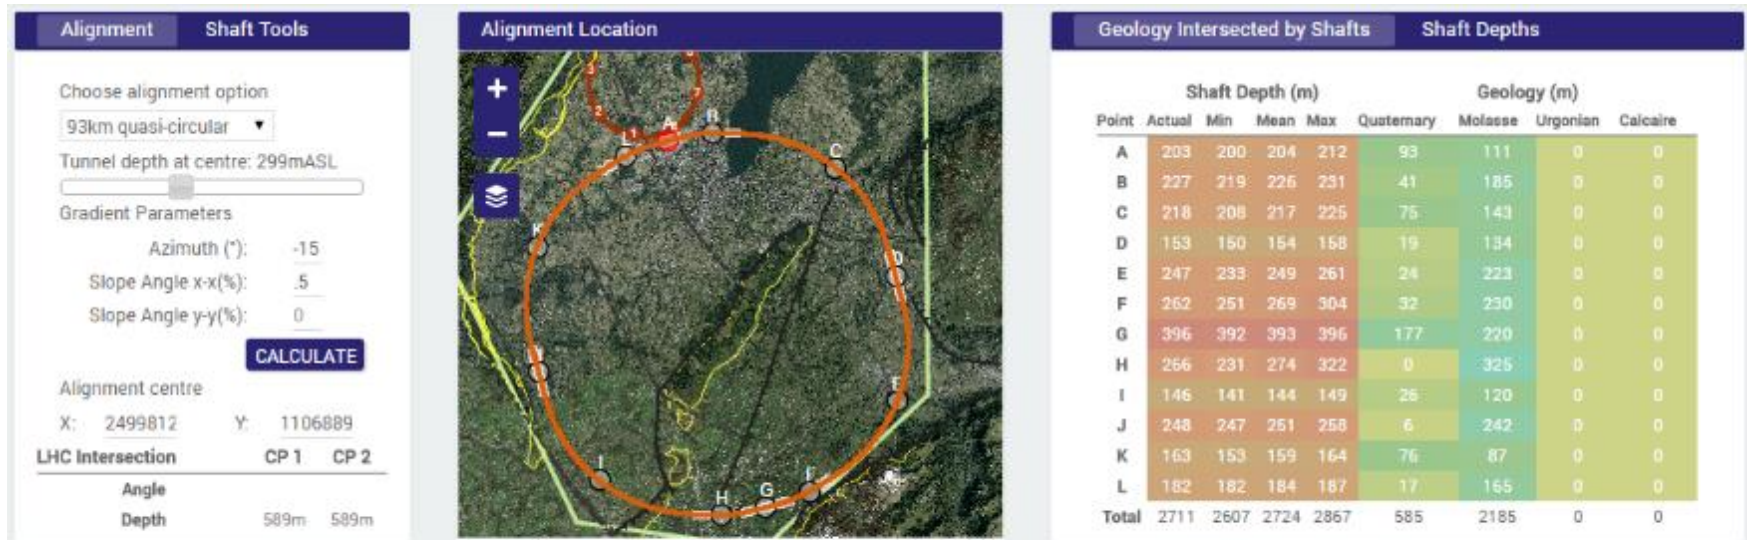 Alignment Shaft Tools
Choose alignment option
93km quasi-circular
Tunnel depth at centre: 299mASL
Gradient Parameters
Azimuth (°): -15
Slope Angle x-x(%): .5
Slope Angle y-y(%): 0
CALCULATE
Alignment centre
X: 2499812 Y: 1106889
LHC Intersection CP 1 CP 2
Angle
Depth 589m 589m
Alignment Location
+
−
3
2
1
7
A
B
C
D
E
F
G
H
I
K
L
Geology Intersected by Shafts Shaft Depths
Shaft Depth (m) Geology (m)
Point Actual Min Mean Max Quaternary Molasse Urgonian Calcaire
A 203 200 204 212 93 111 0 0
B 227 219 226 231 41 185 0 0
C 218 208 217 225 75 143 0 0
D 153 150 154 158 19 134 0 0
E 247 233 249 261 24 223 0 0
F 262 251 269 304 32 230 0 0
G 396 392 393 396 177 220 0 0
H 266 231 274 322 0 325 0 0
I 146 141 144 149 26 120 0 0
J 248 247 251 258 6 242 0 0
K 163 153 159 164 76 87 0 0
L 182 182 184 187 17 165 0 0
Total 2711 2607 2724 2867 585 2185 0 0